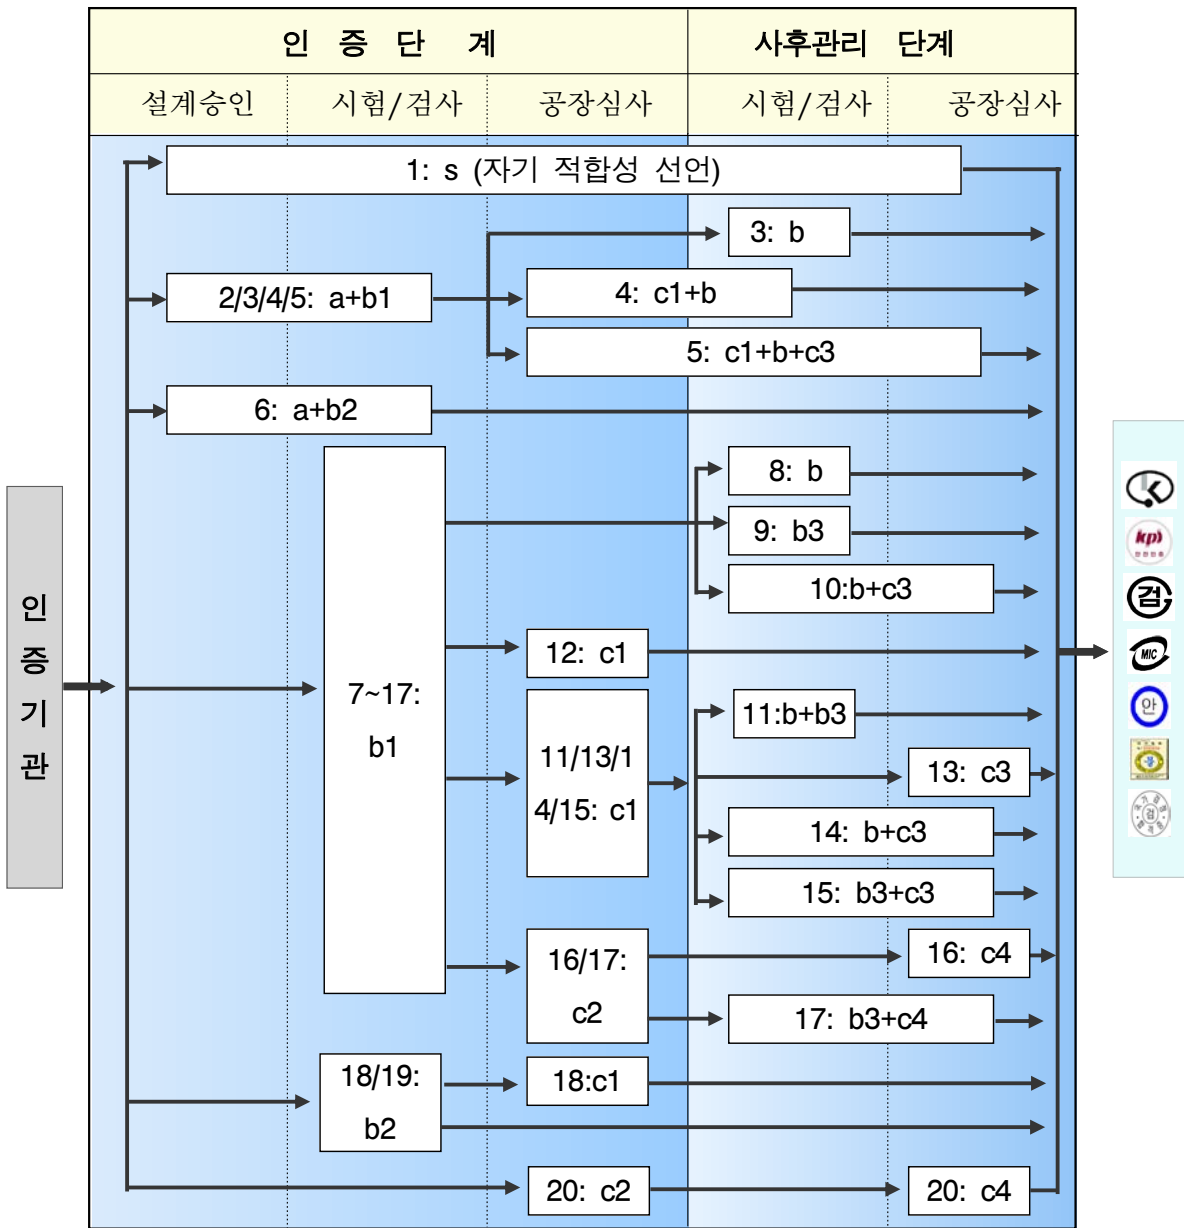 인 증 단 계
사후관리 단계
설계승인
시험/검사
공장심사
시험/검사
공장심사
1: s (자기 적합성 선언)
3: b
2/3/4/5: a+b1
4: c1+b
5: c1+b+c3
6: a+b2
8: b
9: b3
10:b+c3
12: c1
7~17:
b1
11:b+b3
11/13/1
4/15: c1
13: c3
14: b+c3
15: b3+c3
16/17:
c2
16: c4
17: b3+c4
18/19:
b2
18:c1
20: c2
20: c4
인
증
기
관
kps
검
MIC
안
검